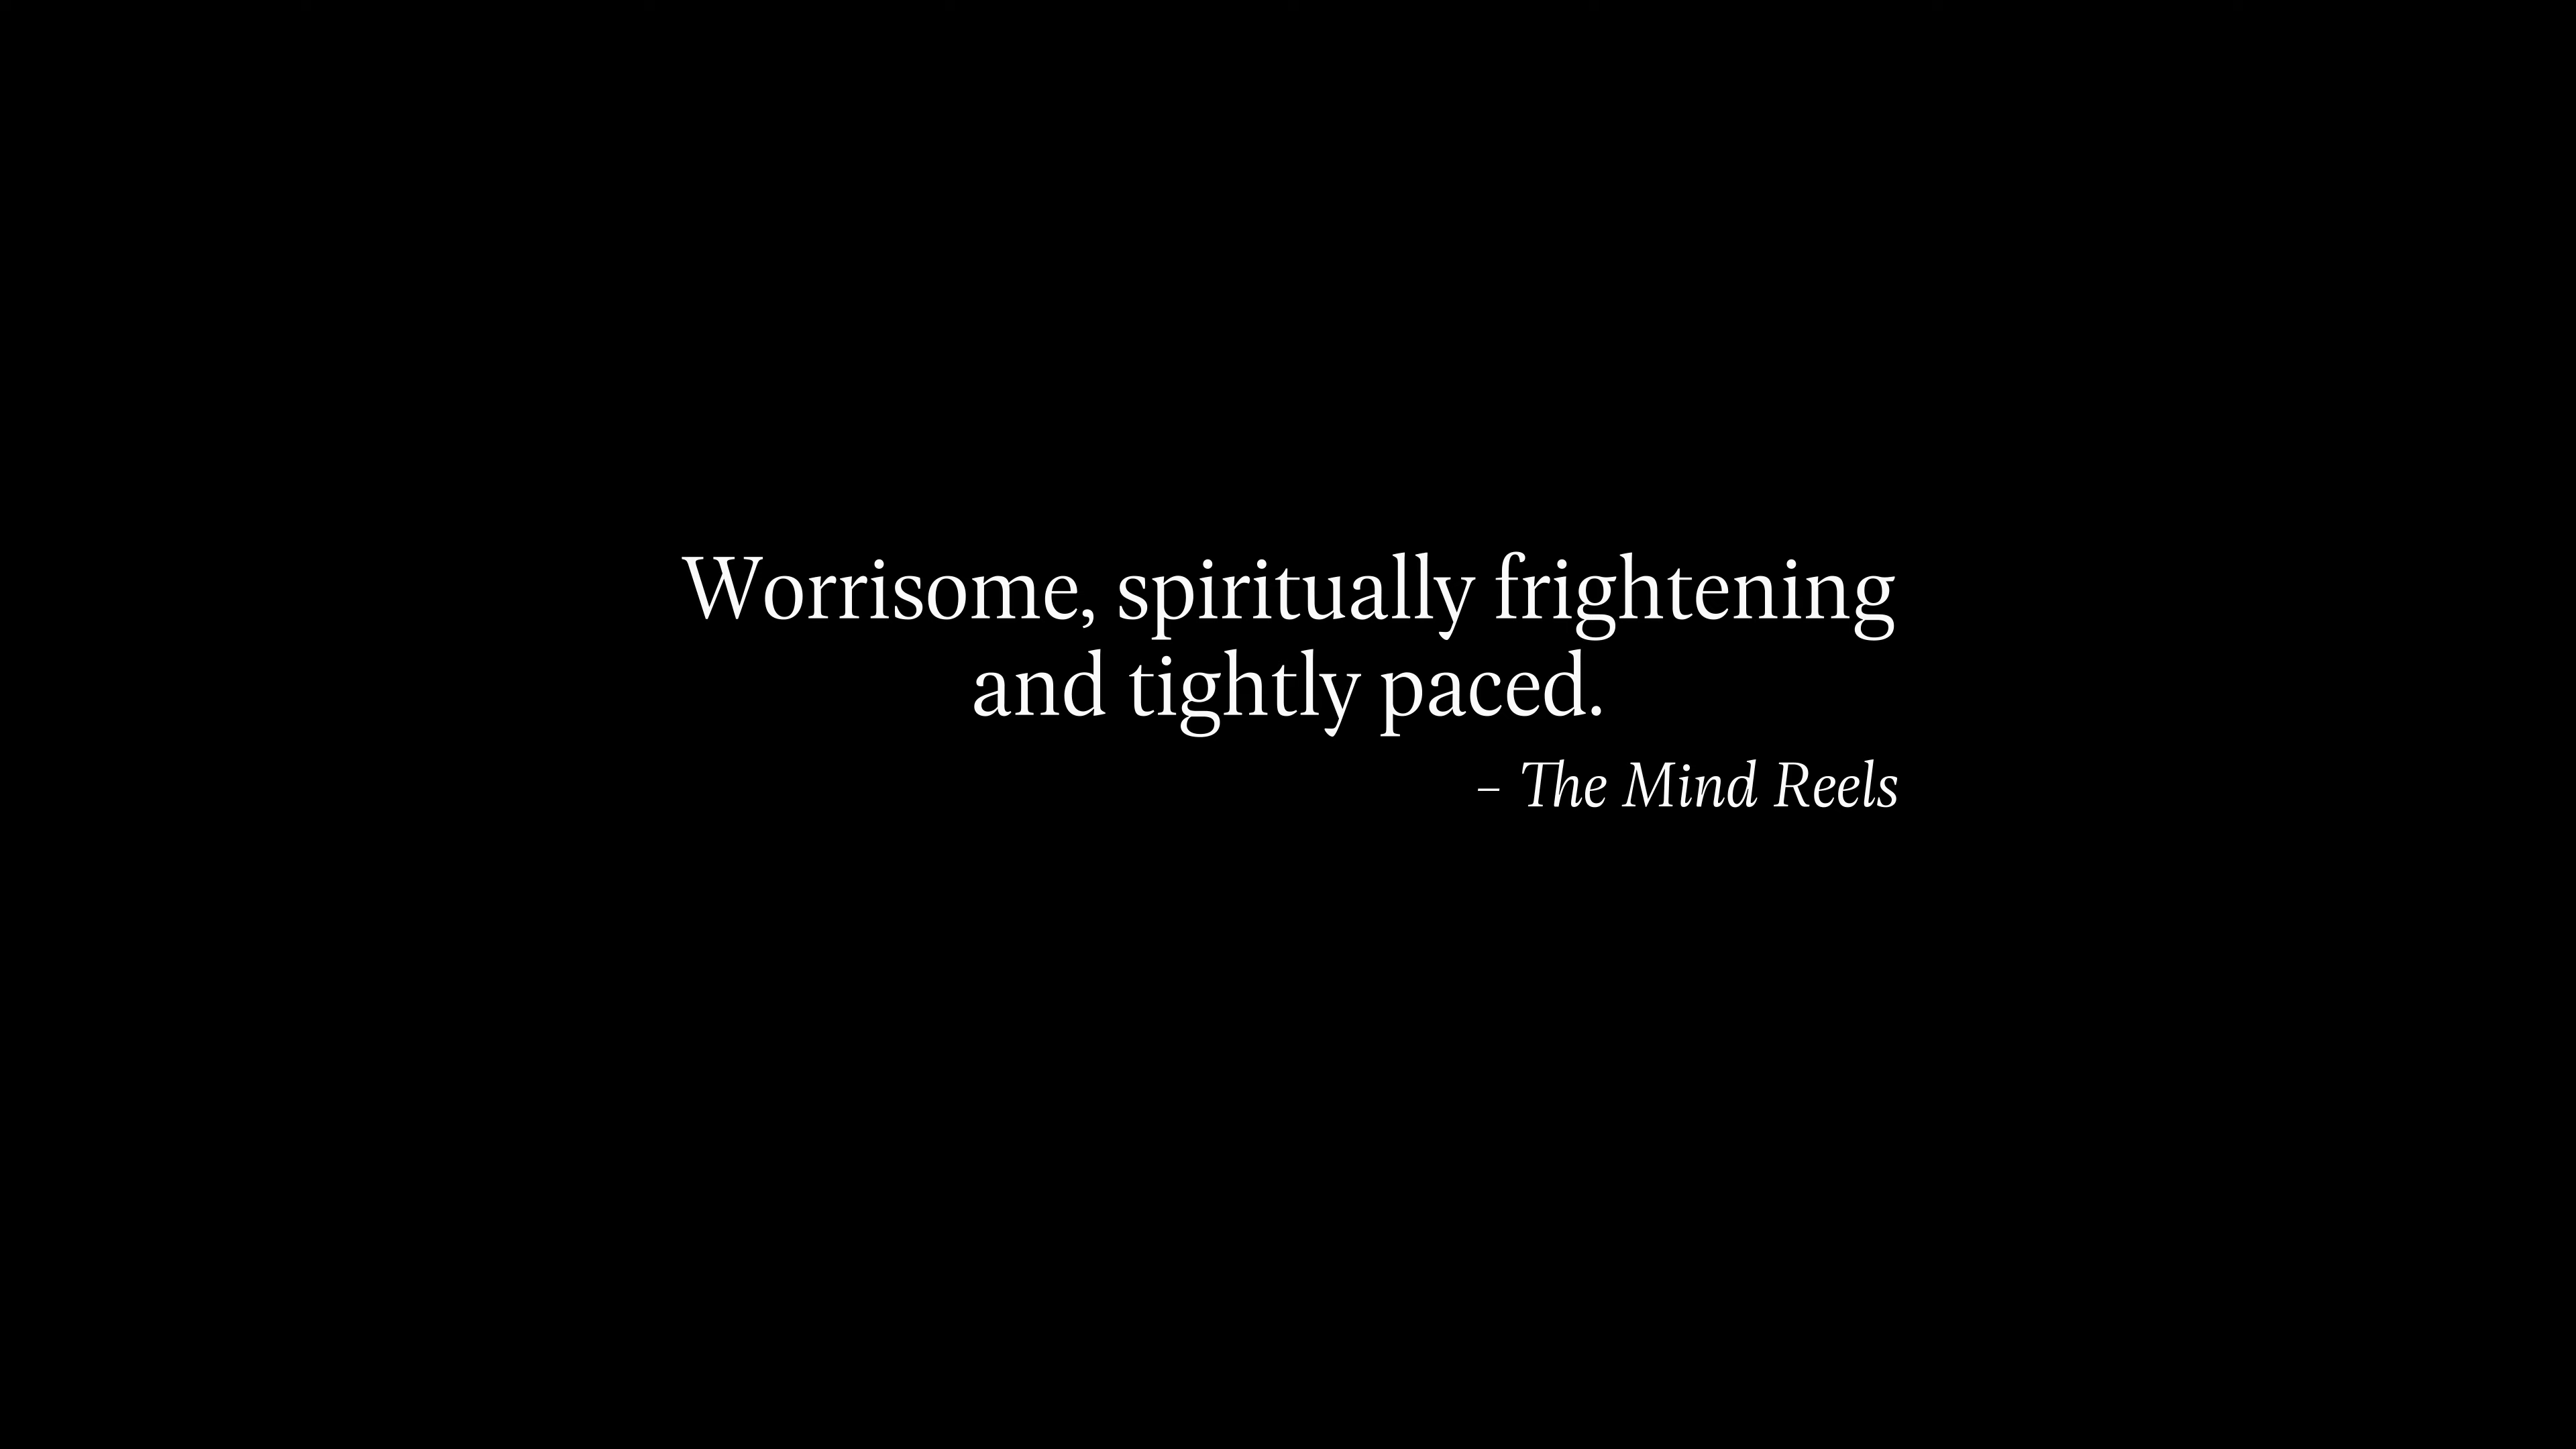 Worrisome, spiritually frightening
and tightly paced.
– The Mind Reels